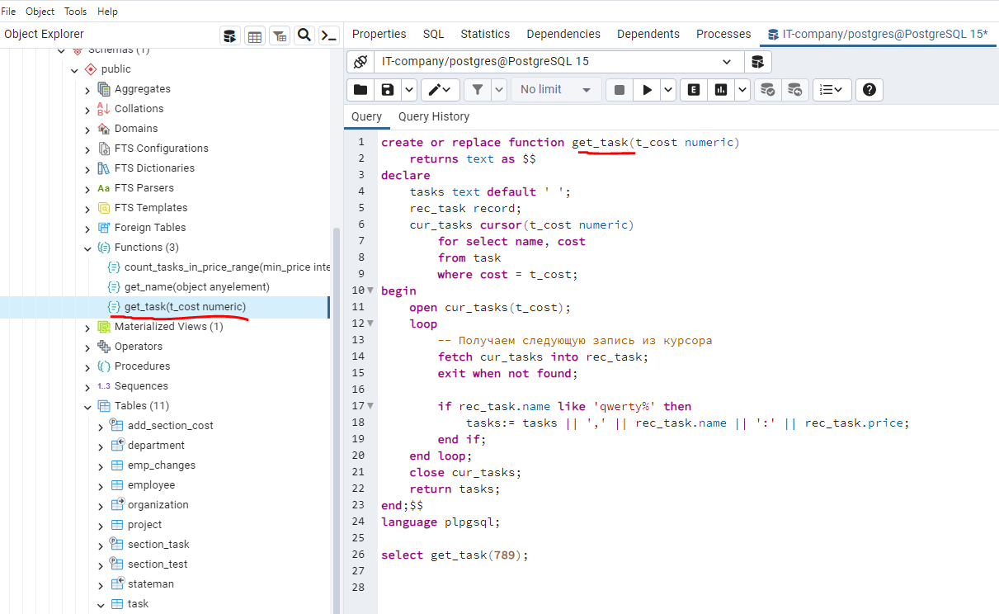 File Object Tools Help
Object Explorer
Properties SQL Statistics Dependencies Dependents Processes IT-company/postgres@PostgreSQL 15*
Schemas (1)
public
Aggregates
Collations
Domains
FTS Configurations
FTS Dictionaries
FTS Parsers
FTS Templates
Foreign Tables
Functions (3)
count_tasks_in_price_range(min_price inte
get_name(object anyelement)
get_task(t_cost numeric)
Materialized Views (1)
Operators
Procedures
1..3 Sequences
Tables (11)
add_section_cost
department
emp_changes
employee
organization
project
section_task
section_test
stateman
task
IT-company/postgres@PostgreSQL 15
No limit
Query Query History
1 create or replace function get_task(t_cost numeric)
2 returns text as $$
3 declare
4 tasks text default ' ';
5 rec_task record;
6 cur_tasks cursor(t_cost numeric)
7 for select name, cost
8 from task
9 where cost = t_cost;
10 begin
11 open cur_tasks(t_cost);
12 loop
13 -- Получаем следующую запись из курсора
14 fetch cur_tasks into rec_task;
15 exit when not found;
16
17 if rec_task.name like 'qwerty%' then
18 tasks:= tasks || ',' || rec_task.name || ':' || rec_task.price;
19 end if;
20 end loop;
21 close cur_tasks;
22 return tasks;
23 end;$$
24 language plpgsql;
25
26 select get_task(789);
27
28